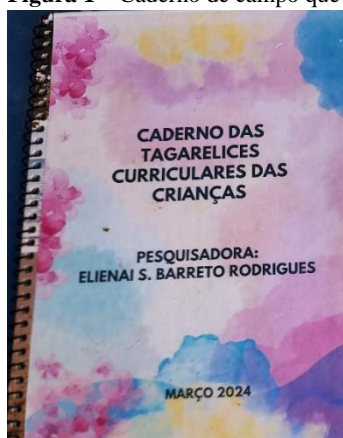 Figura 1 – Caderno de campo que
CADERNO DAS
TAGARELICES
CURRICULARES DAS
CRIANÇAS
PESQUISADORA:
ELIENAI S. BARRETO RODRIGUES
MARÇO 2024